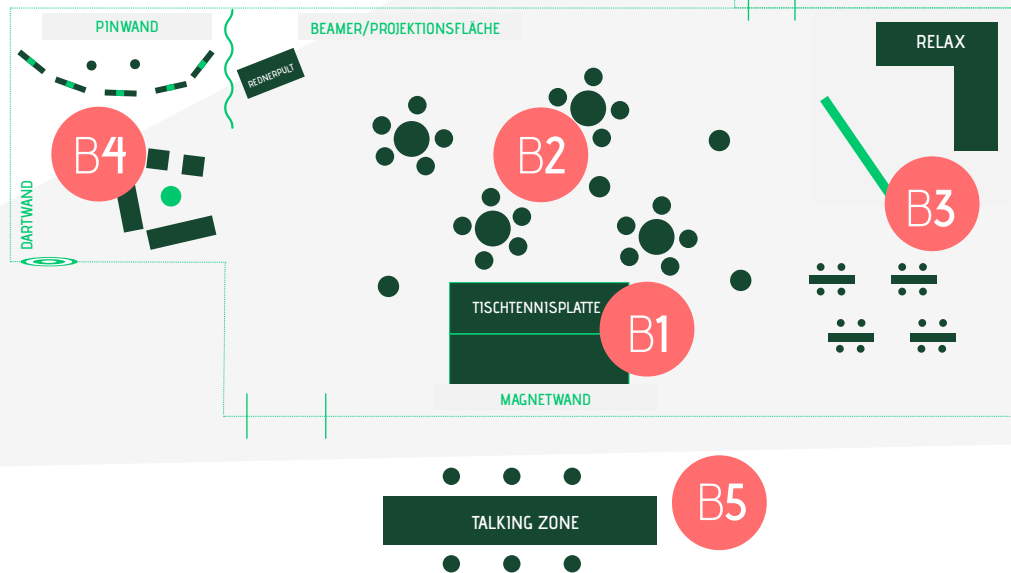 PINWAND
BEAMER/PROJEKTIONSFLÄCHE
RELAX
REDNERPULT
B4
B2
B3
DARTWAND
TISCHTENNISPLATTE
B1
MAGNETWAND
B5
TALKING ZONE